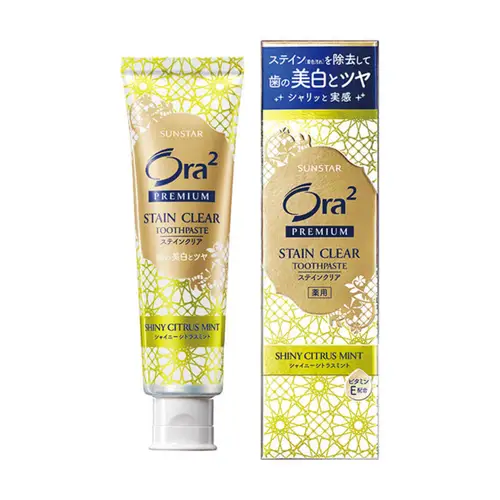 SUNSTAR
Ora²
PREMIUM
STAIN CLEAR
TOOTHPASTE
ステインクリア
歯の美白とツヤ
SHINY CITRUS MINT
シャイニーシトラスミント
ステイン(着色汚れ)を除去して
歯の美白とツヤ
シャリッと実感
SUNSTAR
Ora²
PREMIUM
STAIN CLEAR
TOOTHPASTE
ステインクリア
薬用
SHINY CITRUS MINT
シャイニーシトラスミント
ビタミン
E配合